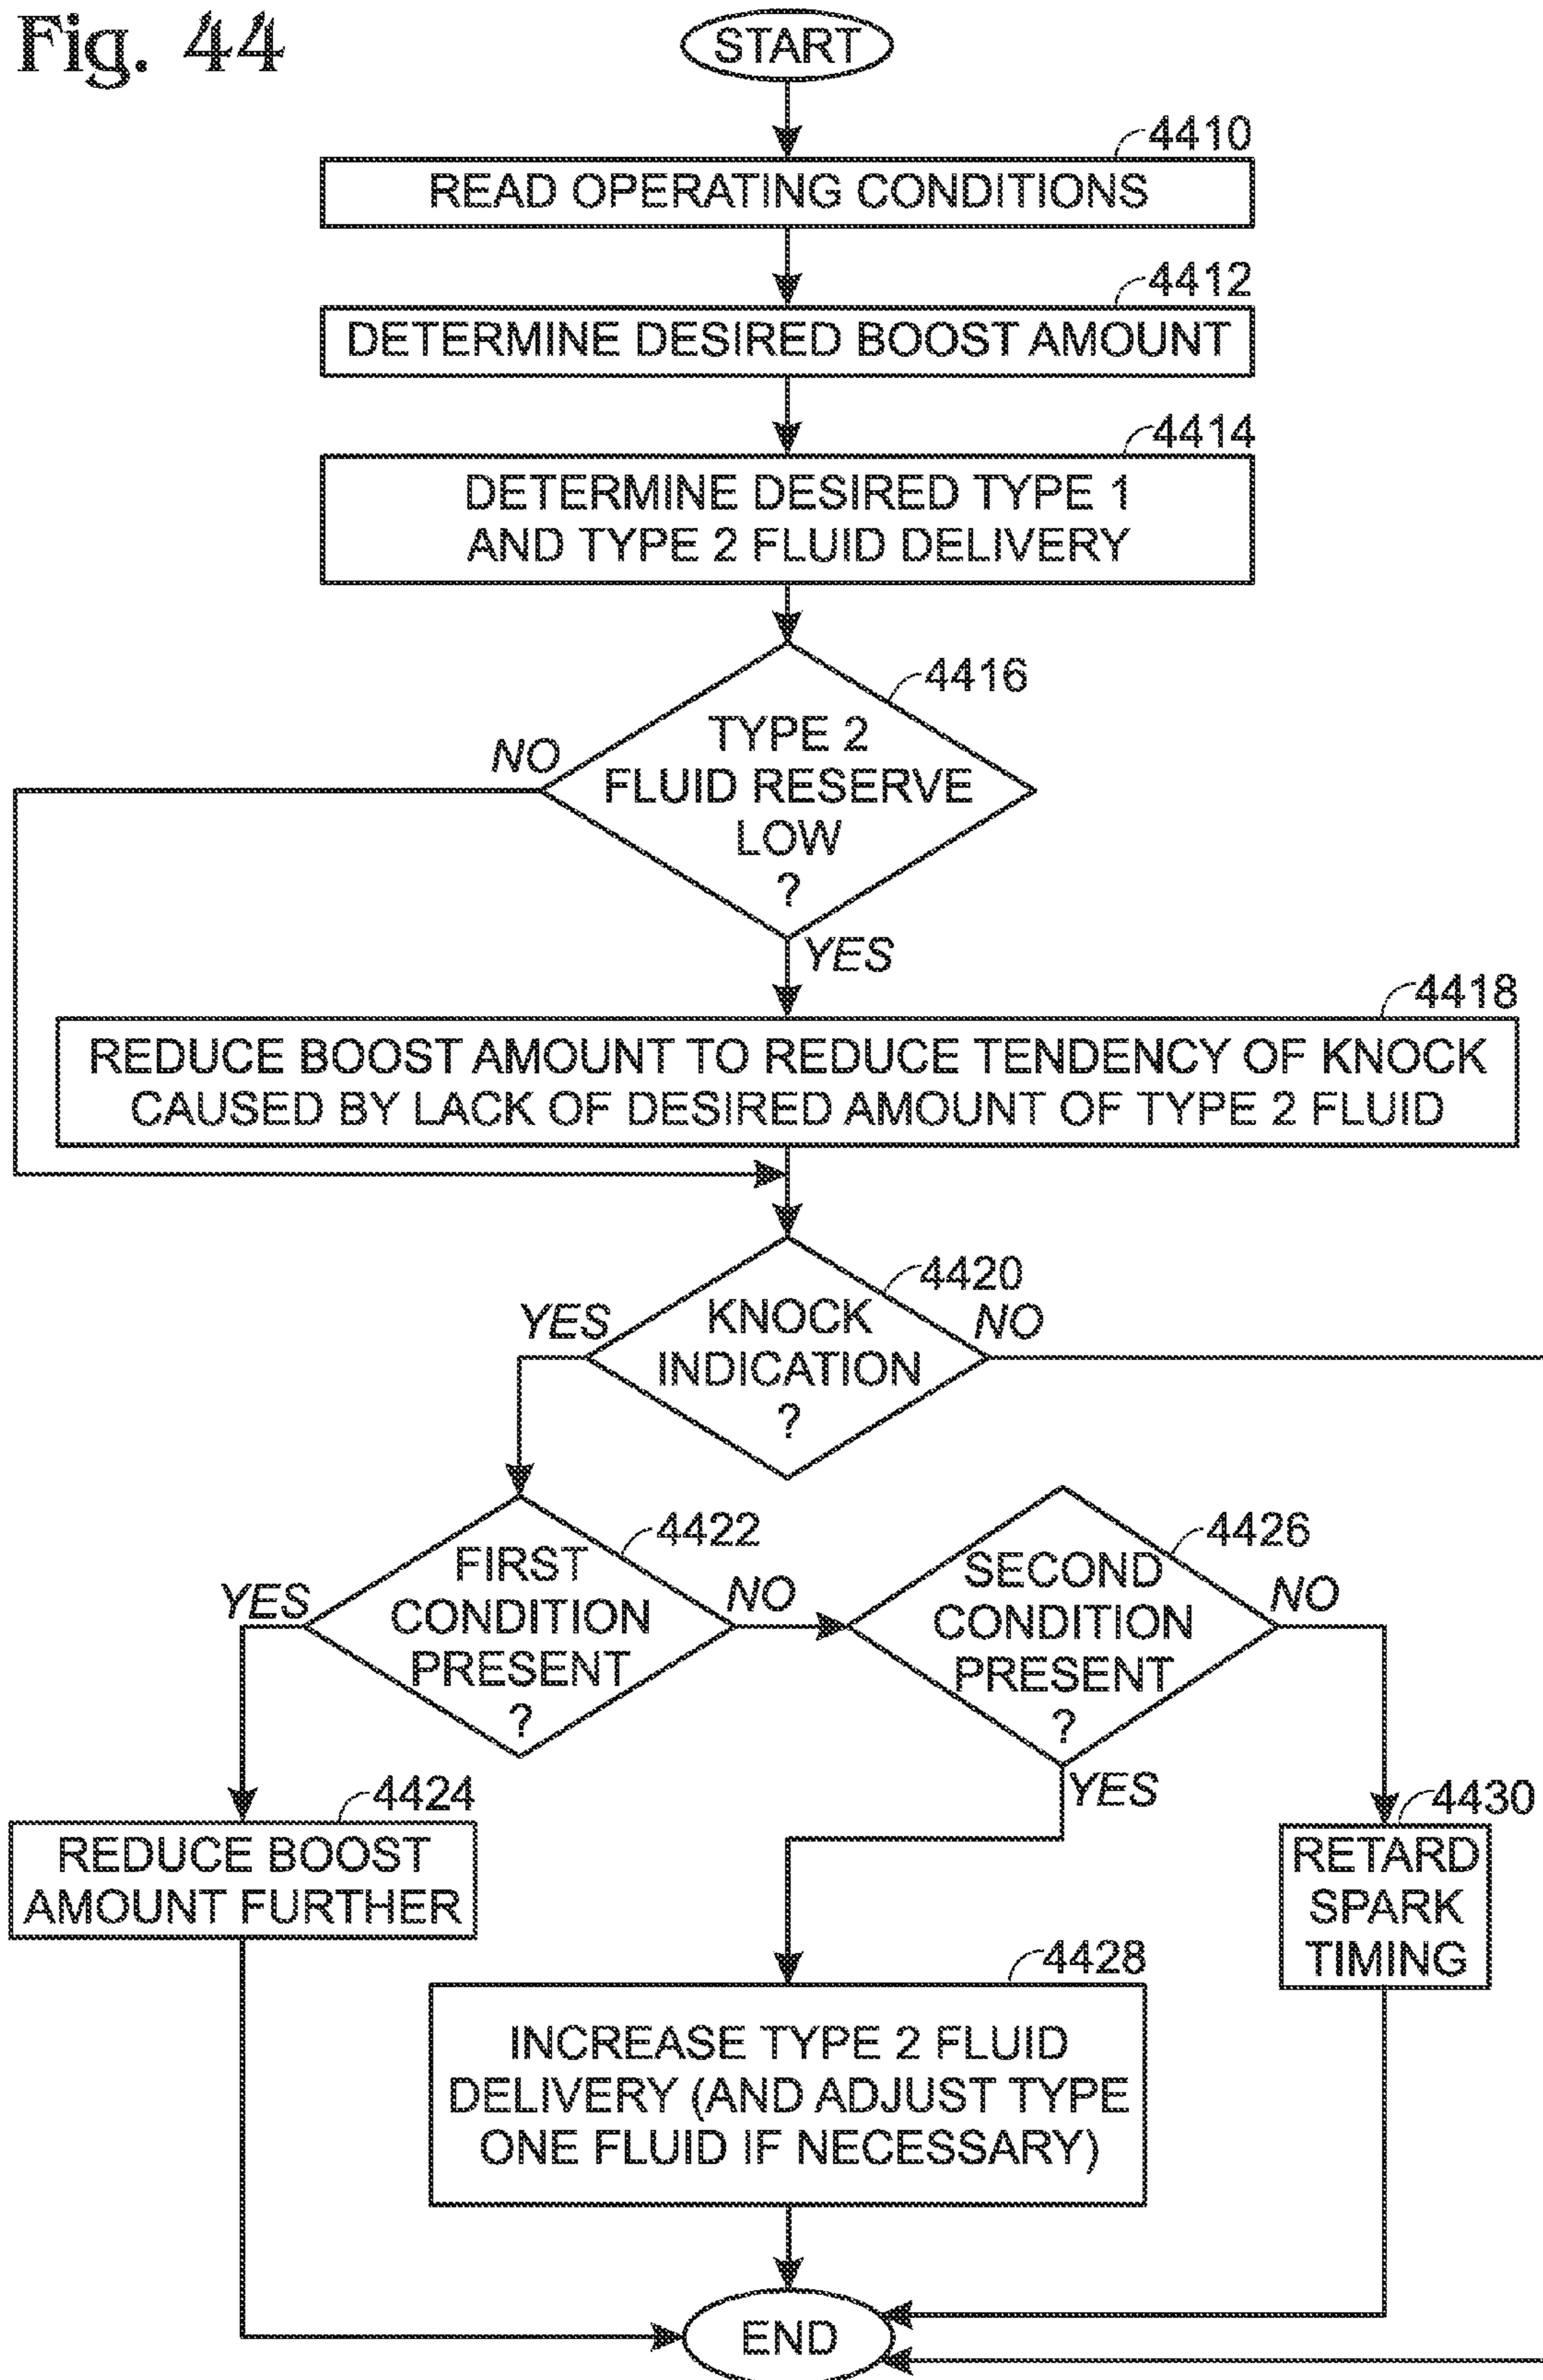 Fig. 44
START
4410
READ OPERATING CONDITIONS
4412
DETERMINE DESIRED BOOST AMOUNT
4414
DETERMINE DESIRED TYPE 1
AND TYPE 2 FLUID DELIVERY
4416
TYPE 2
FLUID RESERVE
LOW
?
NO
YES
4418
REDUCE BOOST AMOUNT TO REDUCE TENDENCY OF KNOCK
CAUSED BY LACK OF DESIRED AMOUNT OF TYPE 2 FLUID
4420
KNOCK
INDICATION
?
YES
NO
4422
FIRST
CONDITION
PRESENT
?
YES
NO
4426
SECOND
CONDITION
PRESENT
?
NO
YES
4424
REDUCE BOOST
AMOUNT FURTHER
4430
RETARD
SPARK
TIMING
4428
INCREASE TYPE 2 FLUID
DELIVERY (AND ADJUST TYPE
ONE FLUID IF NECESSARY)
END